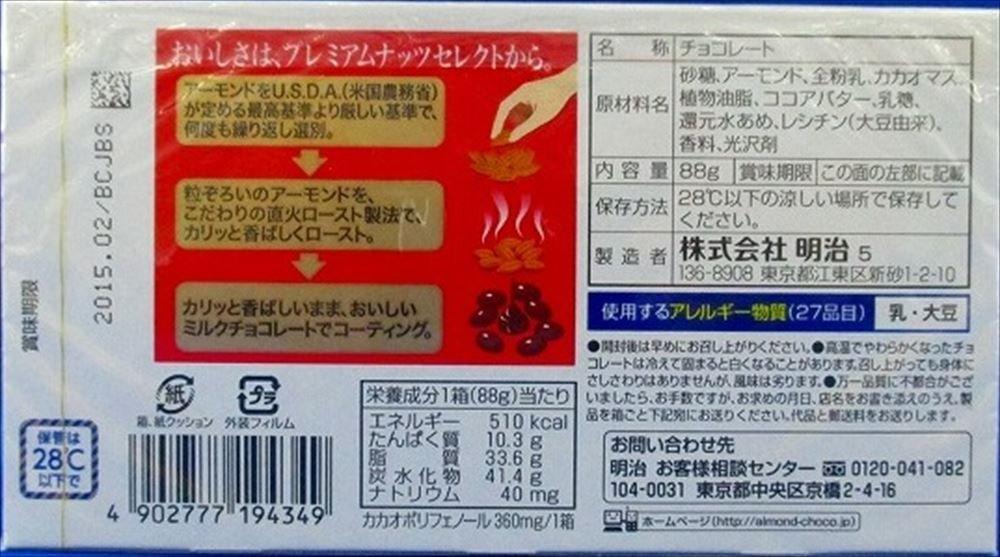 おいしさは、プレミアムナッツセレクトから。
アーモンドをU.S.D.A.(米国農務省)
が定める最高基準より厳しい基準で、
何度も繰り返し選別。
粒ぞろいのアーモンドを、
こだわりの直火ロースト製法で、
カリッと香ばしくロースト。
カリッと香ばしいまま、おいしい
ミルクチョコレートでコーティング。
賞味期限
2015.02/BCJBS
保管は
28℃
以下で
紙
箱、紙クッション
プラ
外装フィルム
4 902777 194349
栄養成分1箱(88g)当たり
エネルギー 510 kcal
たんぱく質 10.3 g
脂質 33.6 g
炭水化物 41.4 g
ナトリウム 40 mg
カカオポリフェノール 360mg/1箱
名称 チョコレート
原材料名 砂糖、アーモンド、全粉乳、カカオマス、
植物油脂、ココアバター、乳糖、
還元水あめ、レシチン(大豆由来)、
香料、光沢剤
内容量 88g 賞味期限 この面の左部に記載
保存方法 28℃以下の涼しい場所で保存して
ください。
製造者 株式会社 明治 5
136-8908 東京都江東区新砂1-2-10
使用するアレルギー物質(27品目) 乳・大豆
●開封後は早めにお召し上がりください。●高温でやわらかくなったチョ
コレートは冷えて固まると白くなることがあります。召し上がっても身体に
さしさわりはありませんが、風味は劣ります。●万一品質に不都合がござ
いましたら、お手数ですが、お求めの月日、店名をお書き添えのうえ、製
品を箱ごと下記宛にお送りください。代品と郵送料をお送りします。
お問い合わせ先
明治 お客様相談センター 0120-041-082
104-0031 東京都中央区京橋2-4-16
ホームページ(http://almond-choco.jp)